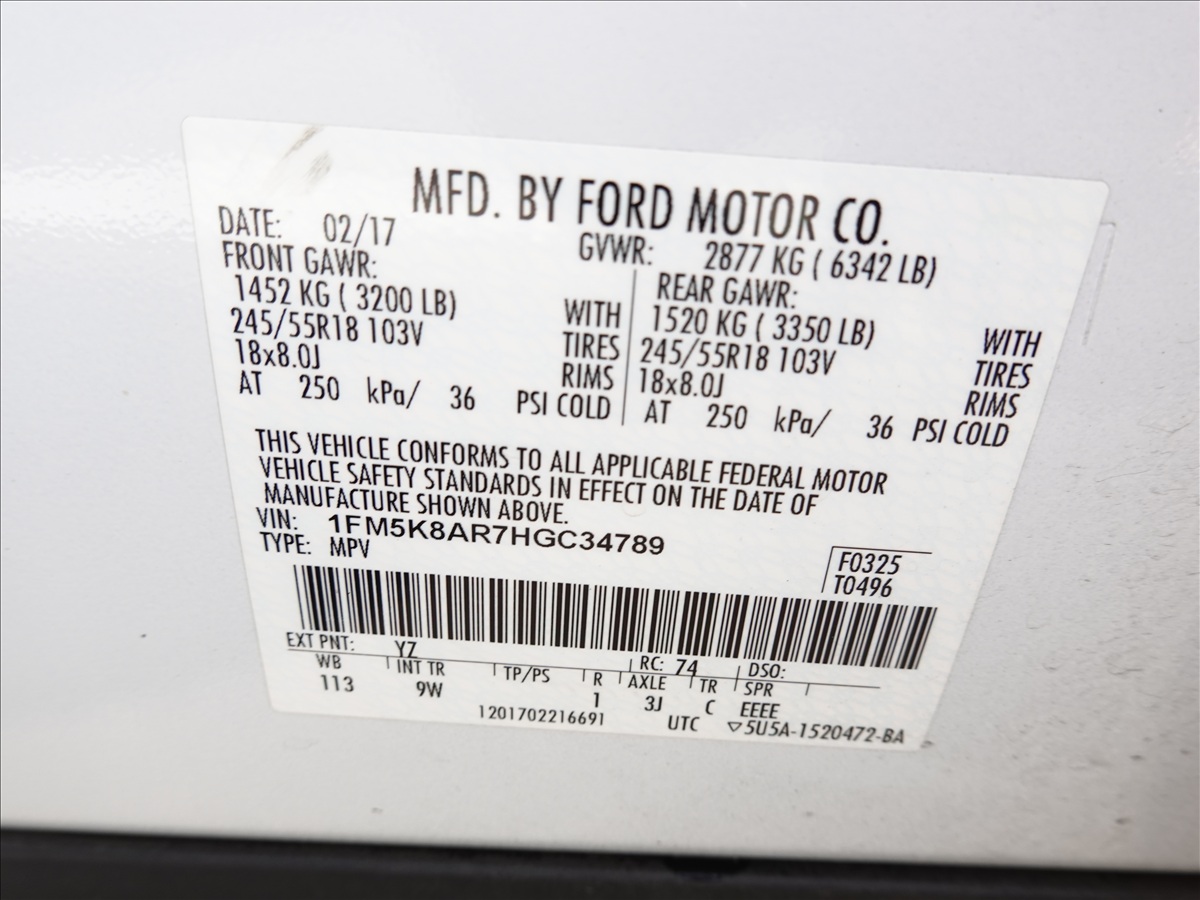 MFD. BY FORD MOTOR CO.
DATE: 02/17 GVWR: 2877 KG ( 6342 LB)
FRONT GAWR: REAR GAWR:
1452 KG ( 3200 LB) WITH 1520 KG ( 3350 LB) WITH
245/55R18 103V TIRES 245/55R18 103V TIRES
18x8.0J RIMS 18x8.0J RIMS
AT 250 kPa/ 36 PSI COLD AT 250 kPa/ 36 PSI COLD
THIS VEHICLE CONFORMS TO ALL APPLICABLE FEDERAL MOTOR
VEHICLE SAFETY STANDARDS IN EFFECT ON THE DATE OF
MANUFACTURE SHOWN ABOVE.
VIN: 1FM5K8AR7HGC34789
TYPE: MPV
F0325
T0496
EXT PNT: YZ RC: 74 DSO:
WB INT TR TP/PS R AXLE TR SPR
113 9W 1 3J C EEEE
1201702216691 UTC ▽5U5A-1520472-BA